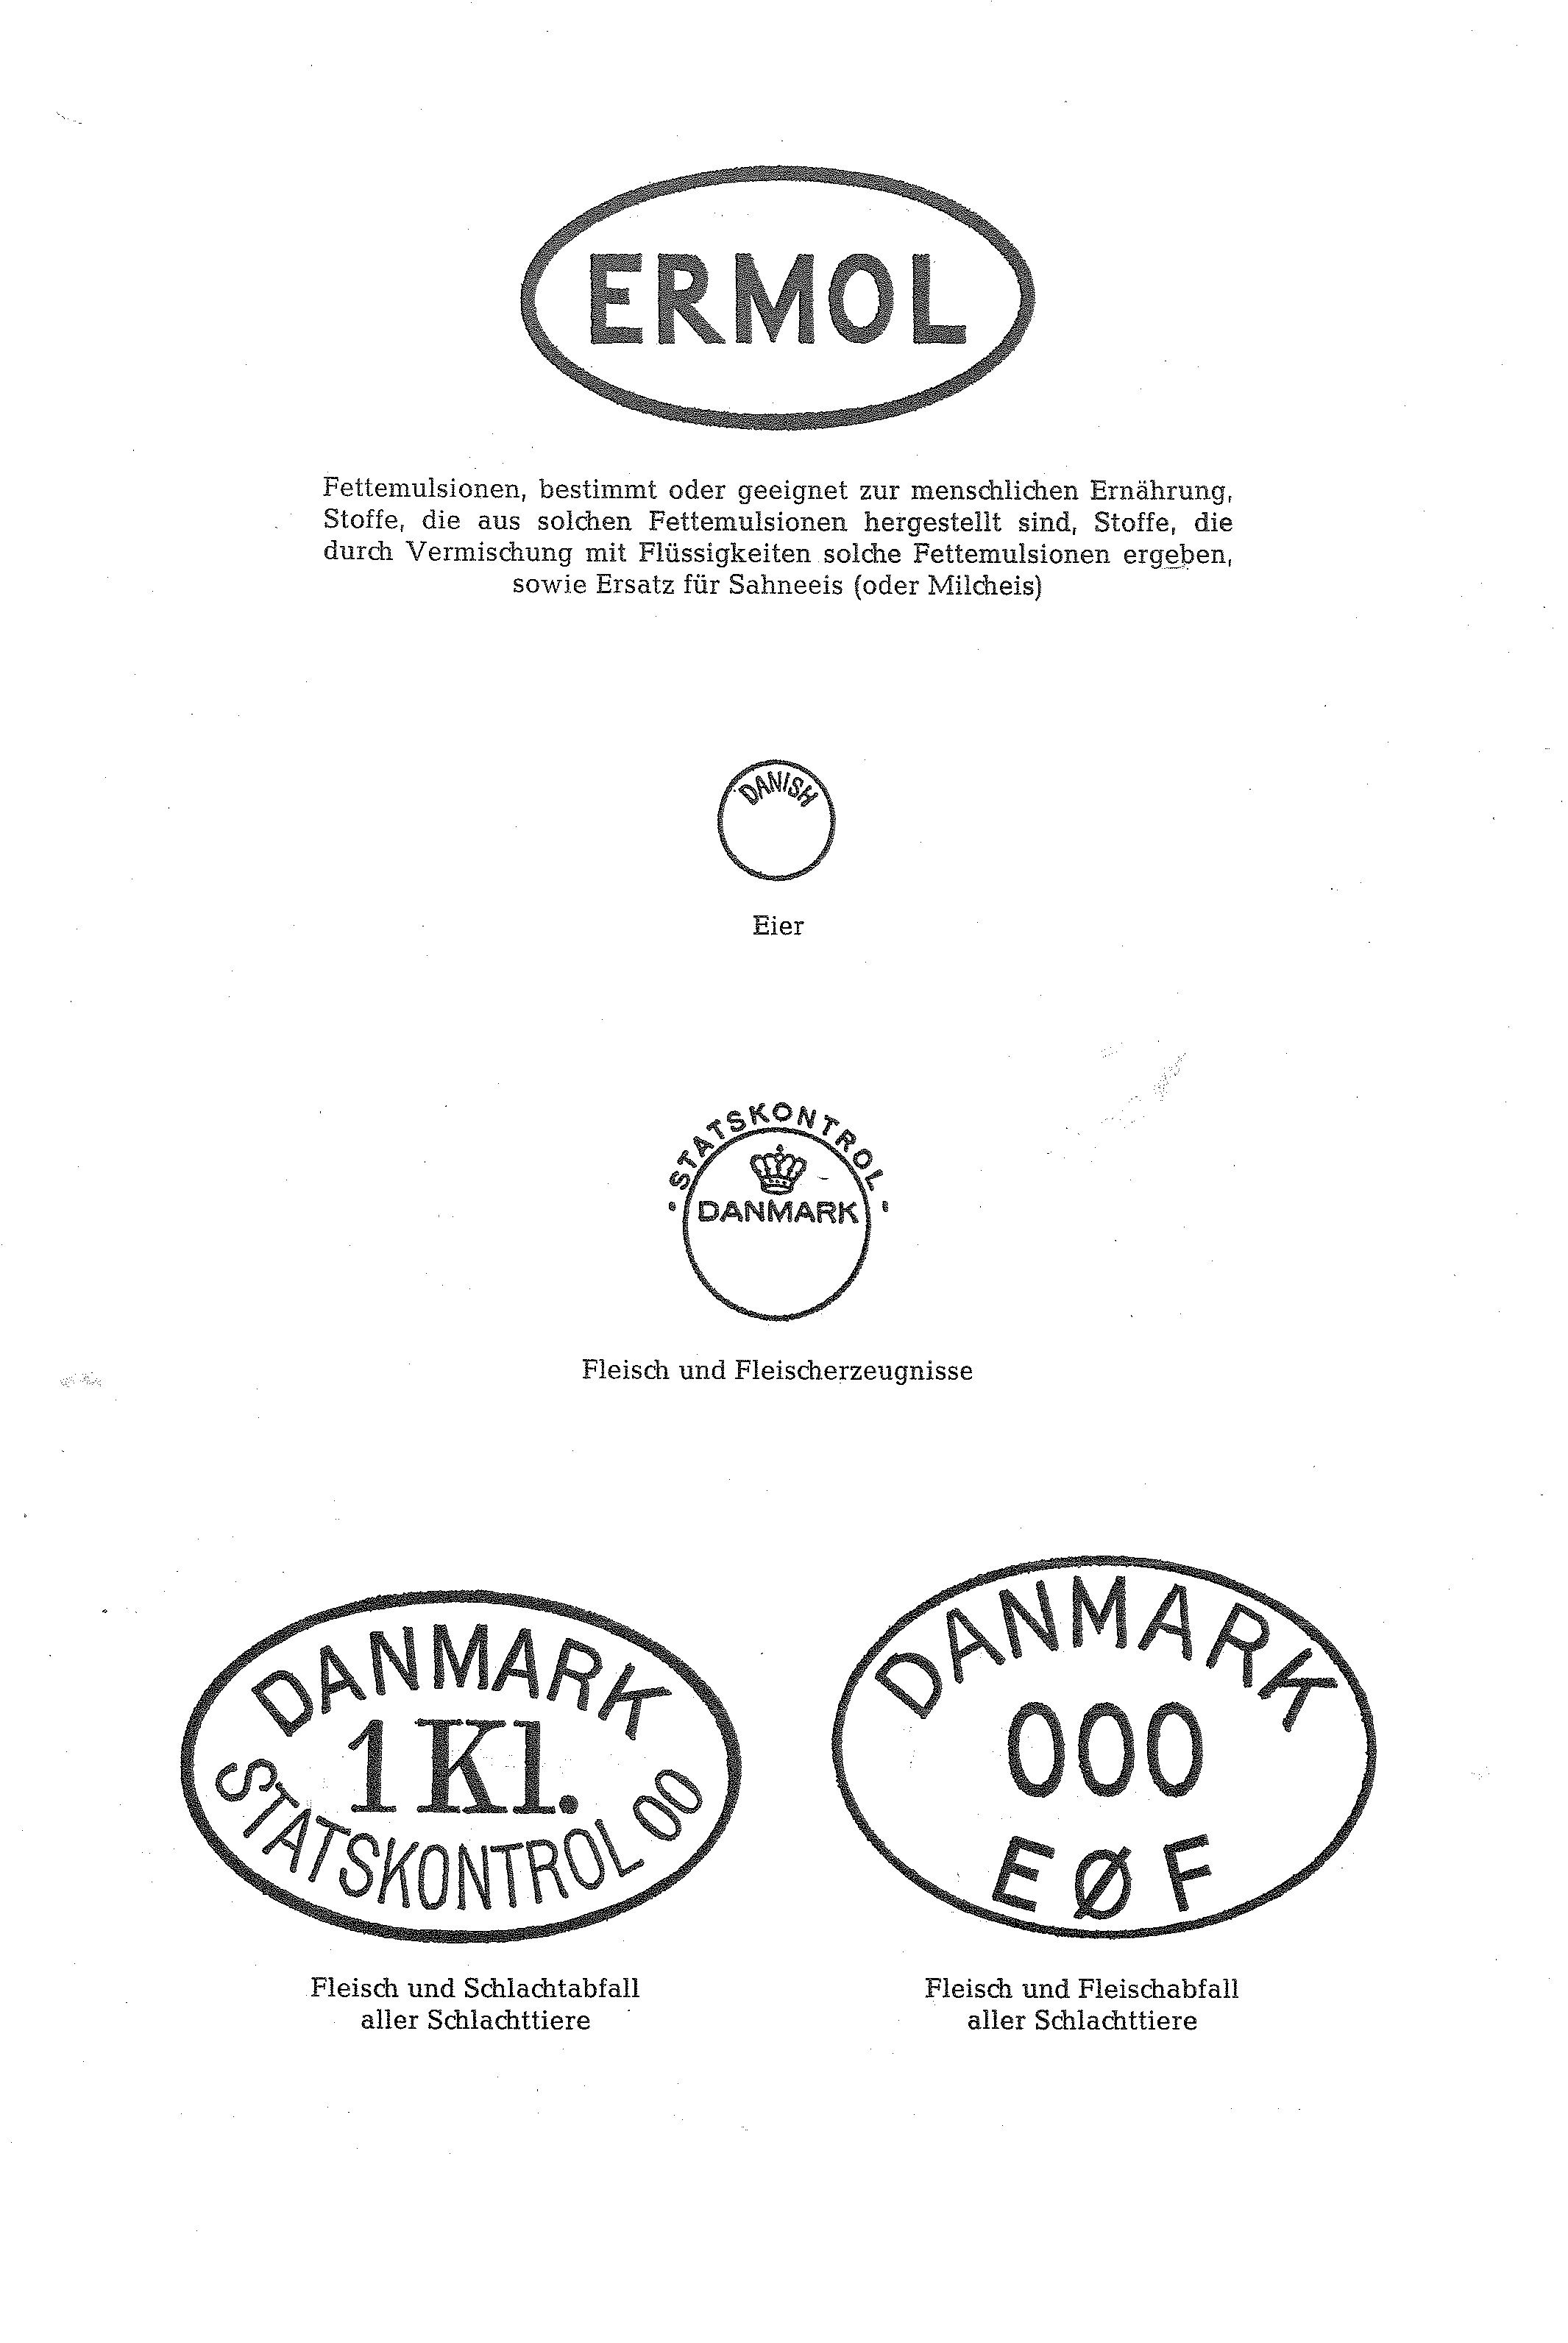 ERMOL
Fettemulsionen, bestimmt oder geeignet zur menschlichen Ernährung,
Stoffe, die aus solchen Fettemulsionen hergestellt sind, Stoffe, die
durch Vermischung mit Flüssigkeiten solche Fettemulsionen ergeben,
sowie Ersatz für Sahneeis (oder Milcheis)
DANISH
Eier
STATSKONTROL
DANMARK
Fleisch und Fleischerzeugnisse
DANMARK
1 Kl.
STATSKONTROL 00
Fleisch und Schlachtabfall
aller Schlachttiere
DANMARK
000
EØF
Fleisch und Fleischabfall
aller Schlachttiere